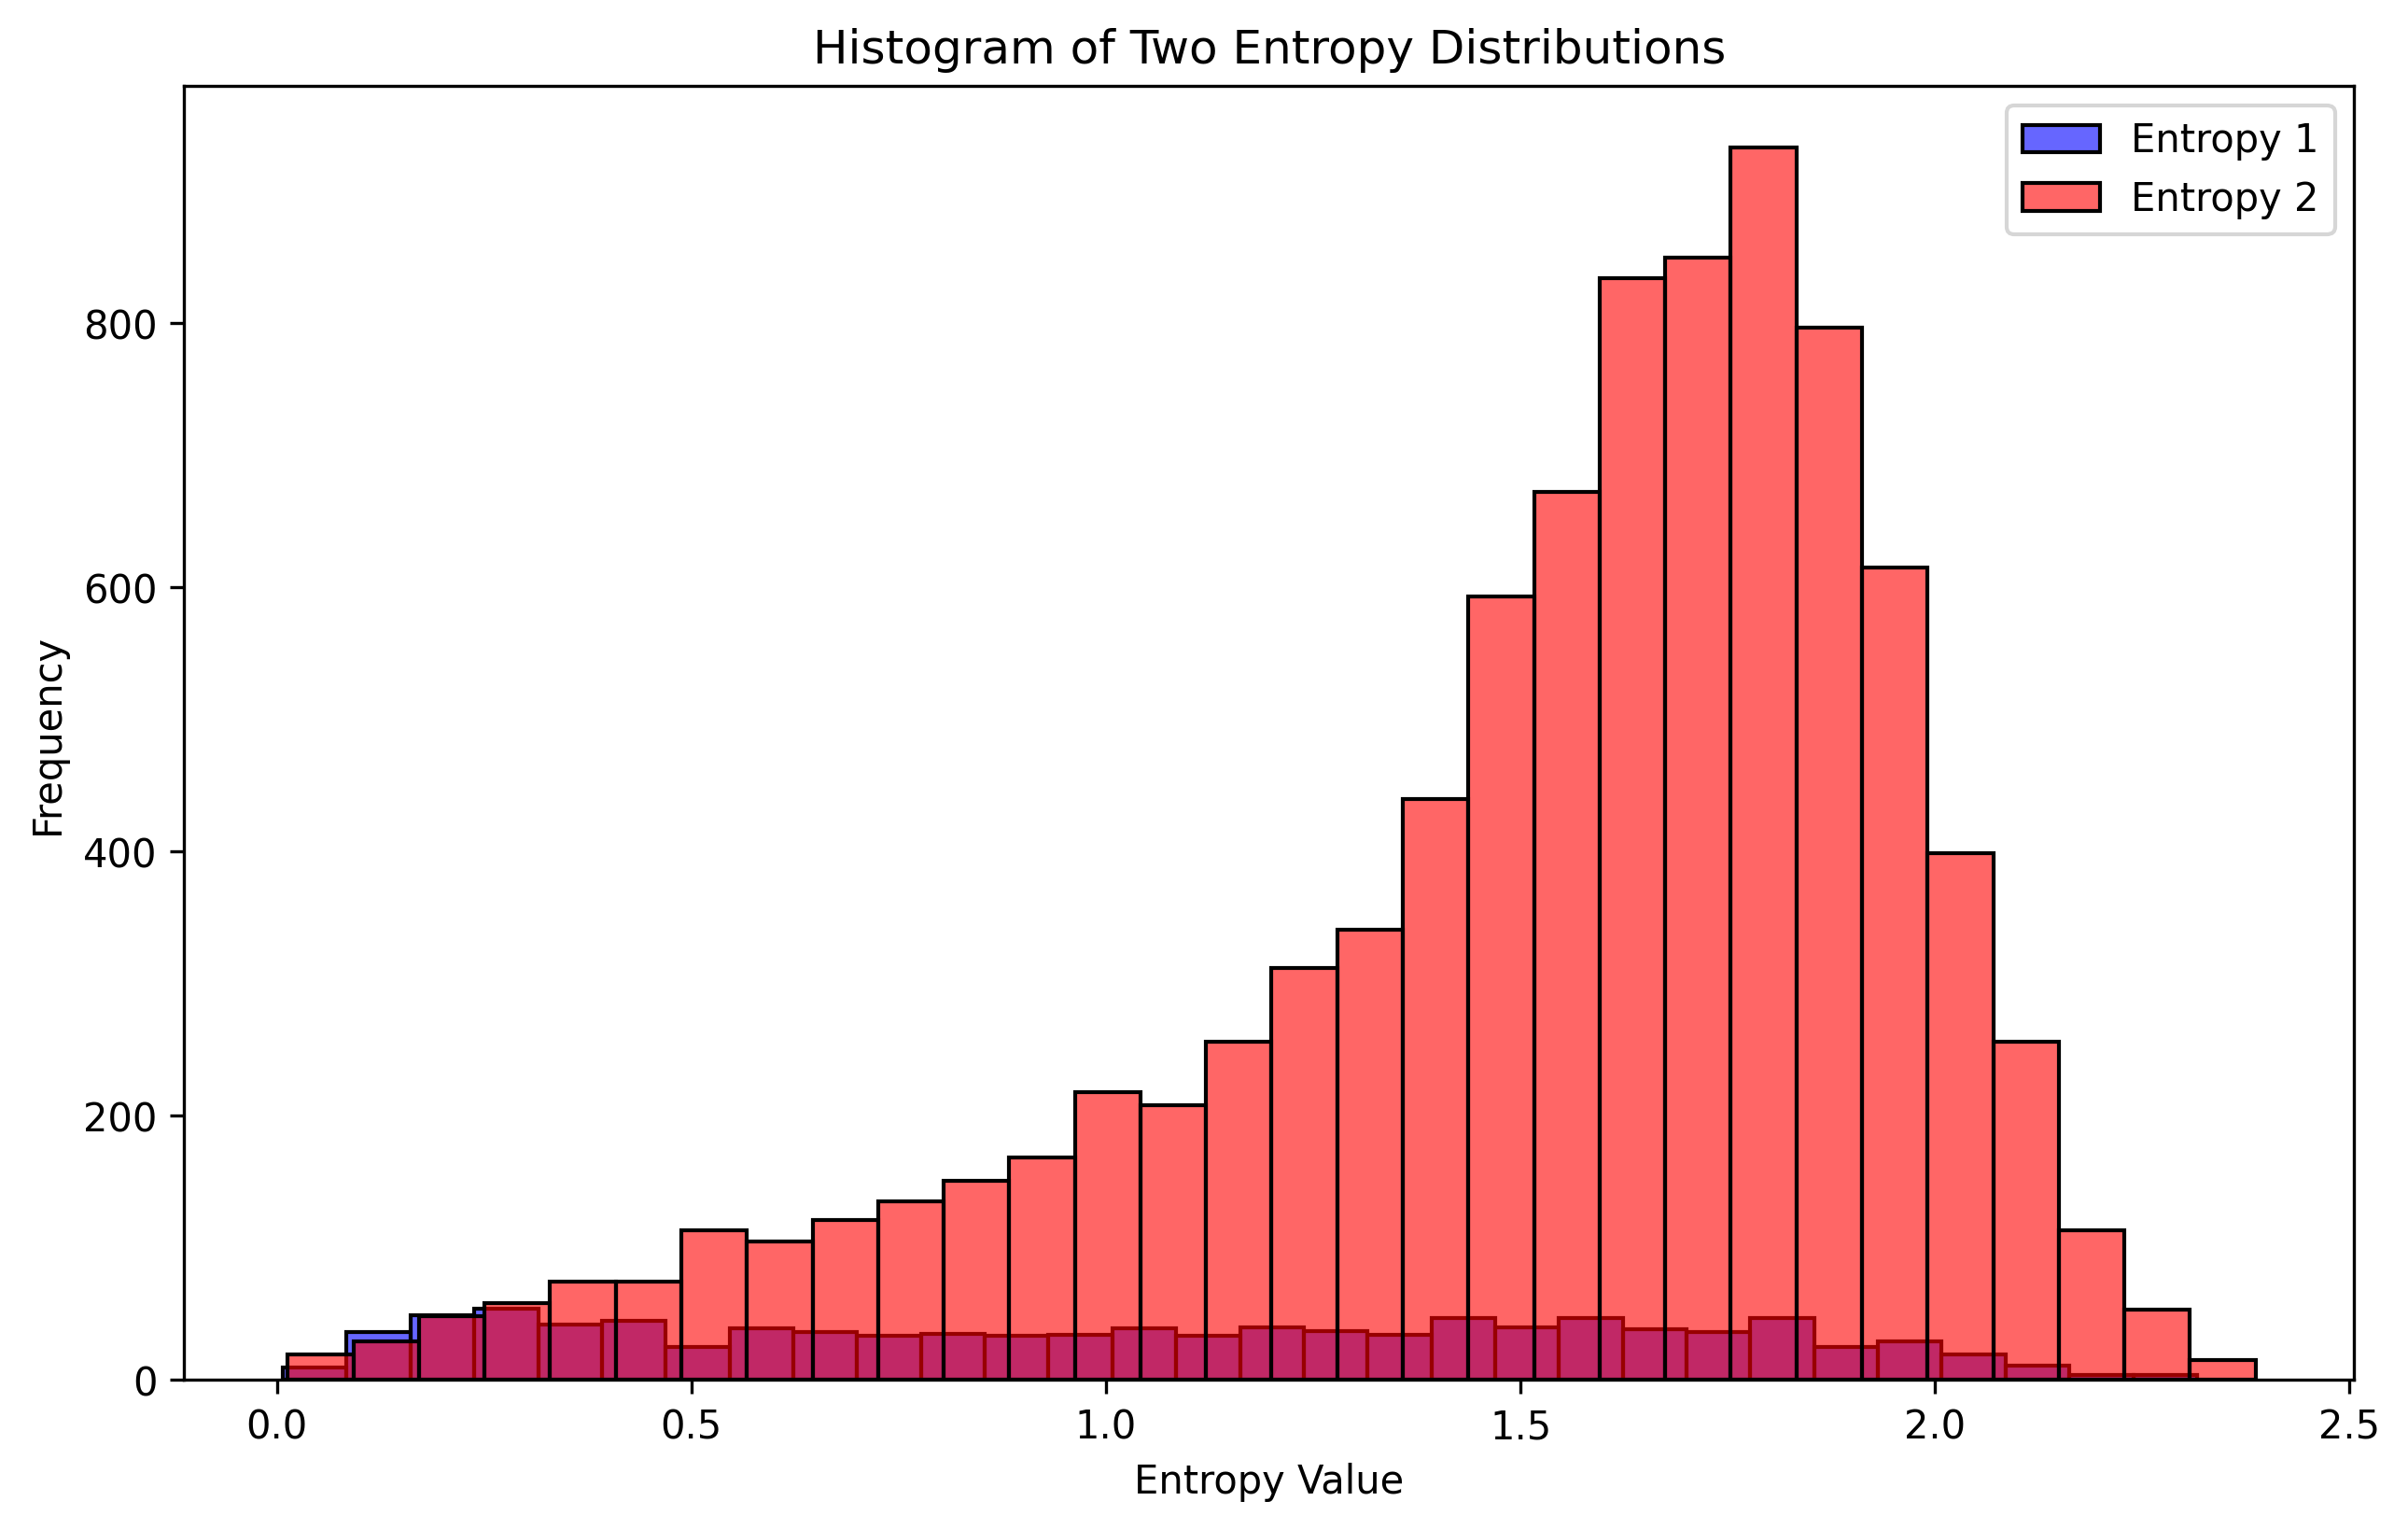 Histogram of Two Entropy Distributions
Entropy 1
Entropy 2
Frequency
800
600
400
200
0
0.0 0.5 1.0 1.5 2.0 2.5
Entropy Value